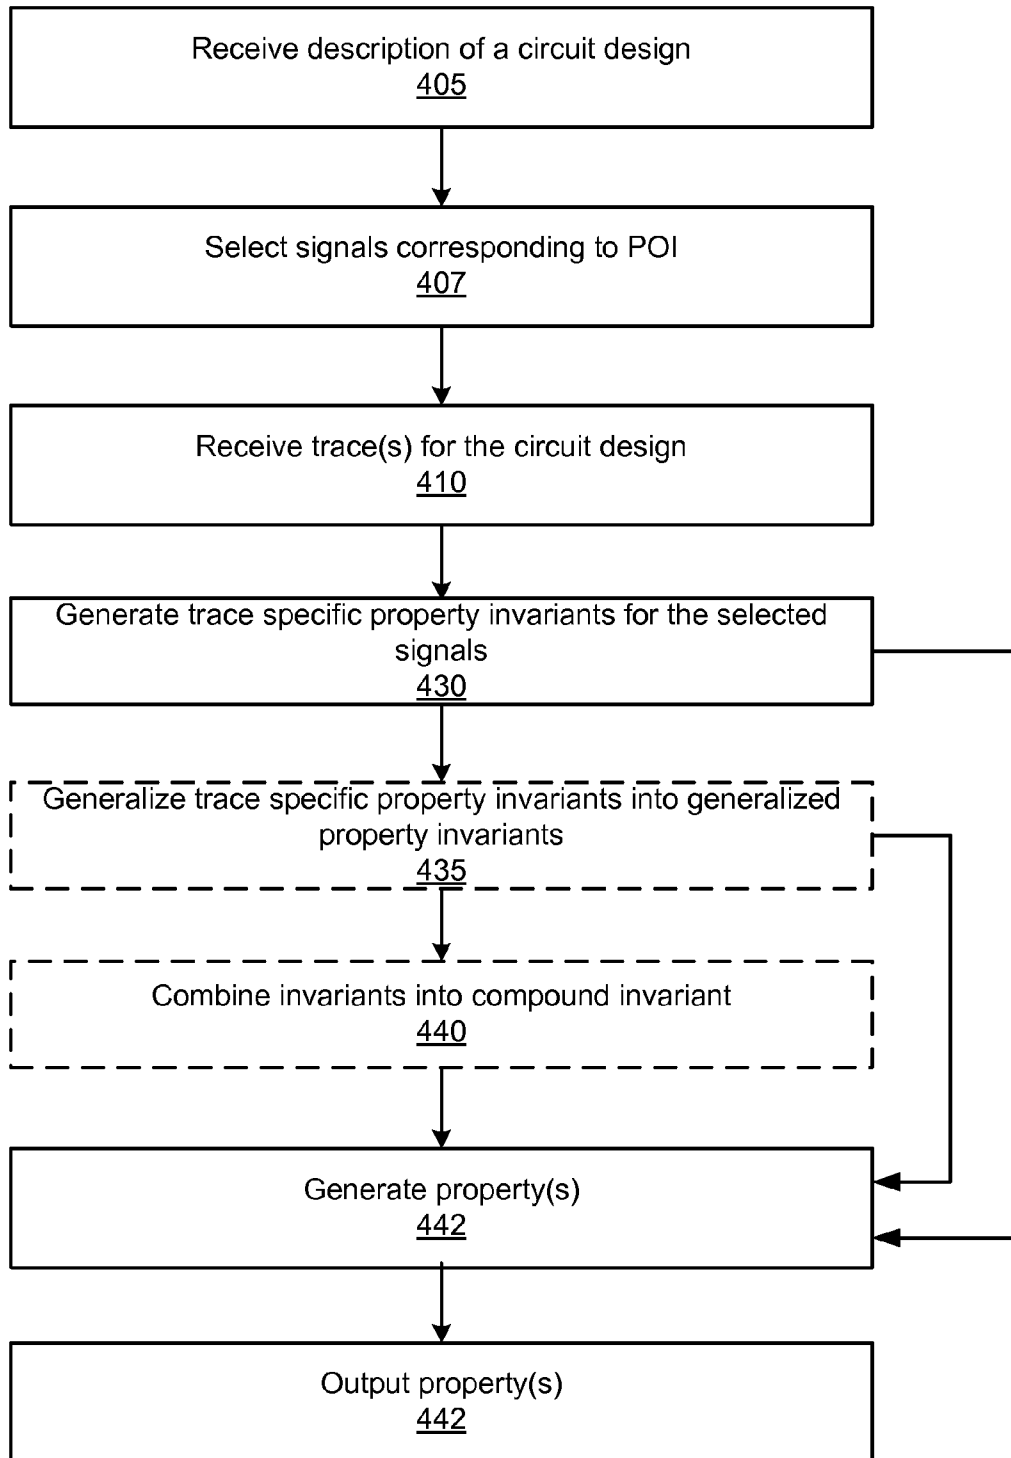 Receive description of a circuit design
405
Select signals corresponding to POI
407
Receive trace(s) for the circuit design
410
Generate trace specific property invariants for the selected
signals
430
Generalize trace specific property invariants into generalized
property invariants
435
Combine invariants into compound invariant
440
Generate property(s)
442
Output property(s)
442